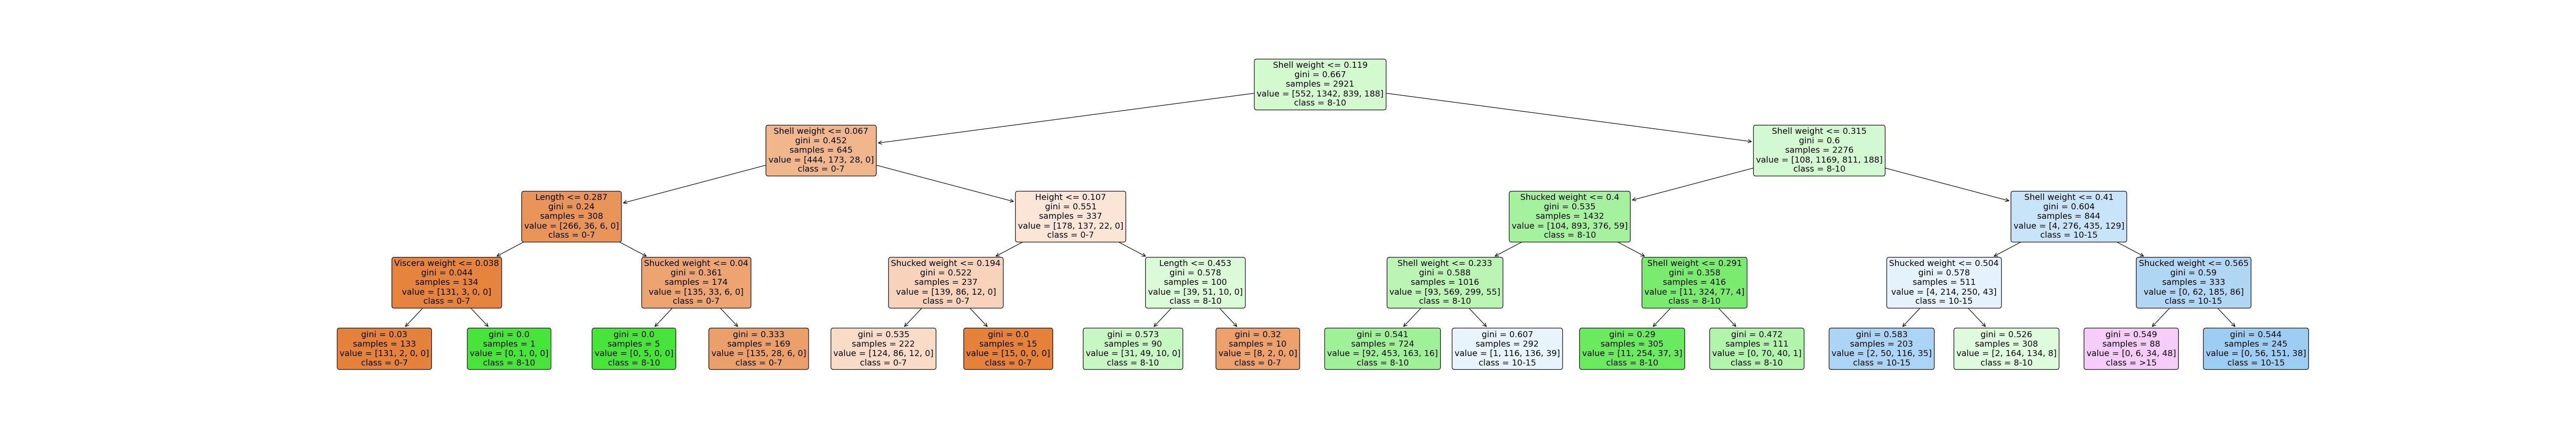 Shell weight <= 0.119
gini = 0.667
samples = 2921
value = [552, 1342, 839, 188]
class = 8-10
Shell weight <= 0.067
gini = 0.452
samples = 645
value = [444, 173, 28, 0]
class = 0-7
Shell weight <= 0.315
gini = 0.6
samples = 2276
value = [108, 1169, 811, 188]
class = 8-10
Length <= 0.287
gini = 0.24
samples = 308
value = [266, 36, 6, 0]
class = 0-7
Height <= 0.107
gini = 0.551
samples = 337
value = [178, 137, 22, 0]
class = 0-7
Shucked weight <= 0.4
gini = 0.535
samples = 1432
value = [104, 893, 376, 59]
class = 8-10
Shell weight <= 0.41
gini = 0.604
samples = 844
value = [4, 276, 435, 129]
class = 10-15
Viscera weight <= 0.038
gini = 0.044
samples = 134
value = [131, 3, 0, 0]
class = 0-7
Shucked weight <= 0.04
gini = 0.361
samples = 174
value = [135, 33, 6, 0]
class = 0-7
Shucked weight <= 0.194
gini = 0.522
samples = 237
value = [139, 86, 12, 0]
class = 0-7
Length <= 0.453
gini = 0.578
samples = 100
value = [39, 51, 10, 0]
class = 8-10
Shell weight <= 0.233
gini = 0.588
samples = 1016
value = [93, 569, 299, 55]
class = 8-10
Shell weight <= 0.291
gini = 0.358
samples = 416
value = [11, 324, 77, 4]
class = 8-10
Shucked weight <= 0.504
gini = 0.578
samples = 511
value = [4, 214, 250, 43]
class = 10-15
Shucked weight <= 0.565
gini = 0.59
samples = 333
value = [0, 62, 185, 86]
class = 10-15
gini = 0.03
samples = 133
value = [131, 2, 0, 0]
class = 0-7
gini = 0.0
samples = 1
value = [0, 1, 0, 0]
class = 8-10
gini = 0.0
samples = 5
value = [0, 5, 0, 0]
class = 8-10
gini = 0.333
samples = 169
value = [135, 28, 6, 0]
class = 0-7
gini = 0.535
samples = 222
value = [124, 86, 12, 0]
class = 0-7
gini = 0.0
samples = 15
value = [15, 0, 0, 0]
class = 0-7
gini = 0.573
samples = 90
value = [31, 49, 10, 0]
class = 8-10
gini = 0.32
samples = 10
value = [8, 2, 0, 0]
class = 0-7
gini = 0.541
samples = 724
value = [92, 453, 163, 16]
class = 8-10
gini = 0.607
samples = 292
value = [1, 116, 136, 39]
class = 10-15
gini = 0.29
samples = 305
value = [11, 254, 37, 3]
class = 8-10
gini = 0.472
samples = 111
value = [0, 70, 40, 1]
class = 8-10
gini = 0.583
samples = 203
value = [2, 50, 116, 35]
class = 10-15
gini = 0.526
samples = 308
value = [2, 164, 134, 8]
class = 8-10
gini = 0.549
samples = 88
value = [0, 6, 34, 48]
class = >15
gini = 0.544
samples = 245
value = [0, 56, 151, 38]
class = 10-15